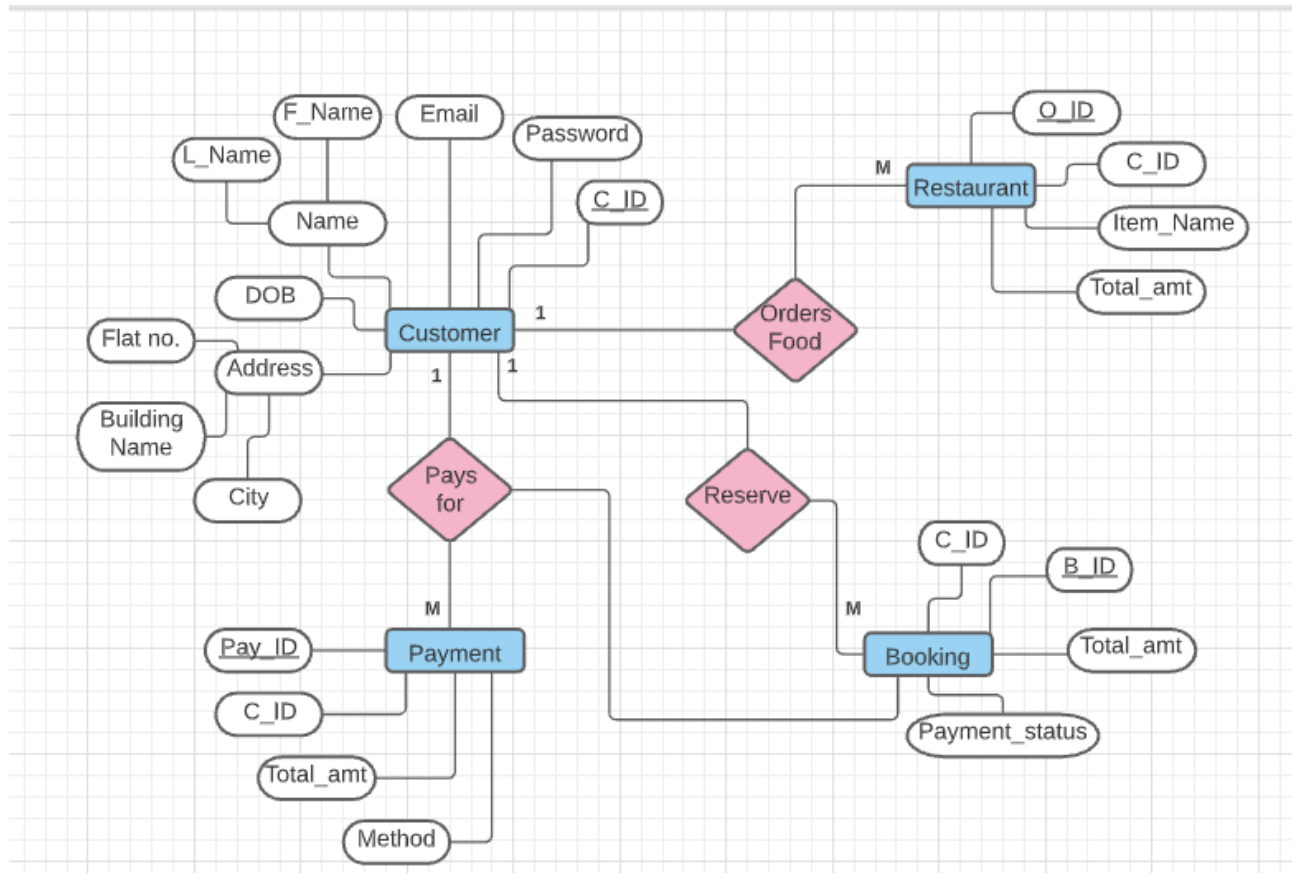 F_Name
Email
O_ID
Password
L_Name
C_ID
M
Restaurant
C_ID
Name
Item_Name
DOB
Total_amt
1
Orders
Food
Customer
Flat no.
Address
1
1
Building
Name
City
Pays
for
Reserve
C_ID
B_ID
M
M
Pay_ID
Payment
Booking
Total_amt
C_ID
Payment_status
Total_amt
Method